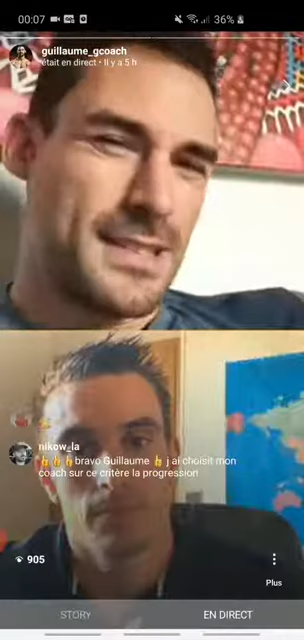 00:07 36%
guillaume_gcoach
était en direct • Il y a 5 h
nikow_la
bravo Guillaume j ai choisit mon
coach sur ce critère la progression
905
Plus
STORY EN DIRECT